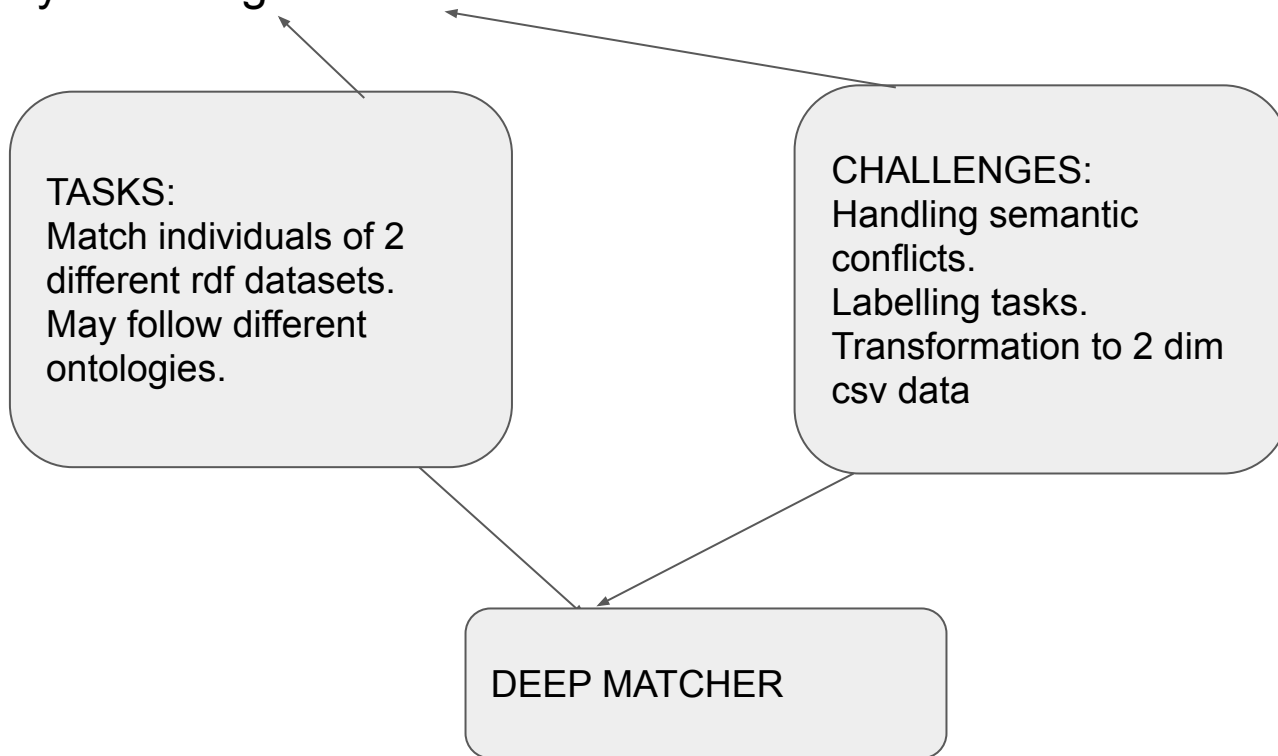 TASKS:
Match individuals of 2
different rdf datasets.
May follow different
ontologies.
CHALLENGES:
Handling semantic
conflicts.
Labelling tasks.
Transformation to 2 dim
csv data
DEEP MATCHER